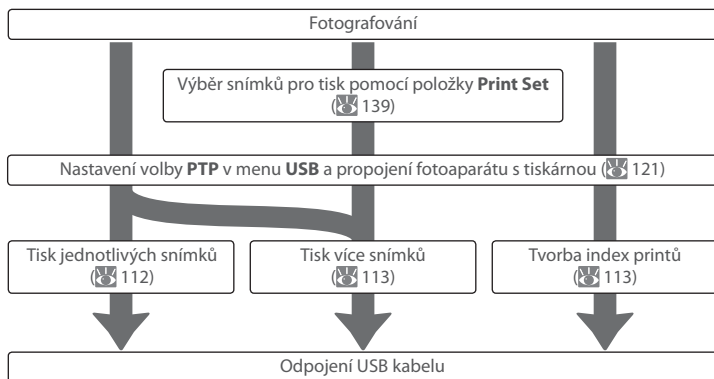 Fotografování
Výběr snímků pro tisk pomocí položky Print Set
( 139)
Nastavení volby PTP v menu USB a propojení fotoaparátu s tiskárnou ( 121)
Tisk jednotlivých snímků
( 112)
Tisk více snímků
( 113)
Tvorba index printů
( 113)
Odpojení USB kabelu